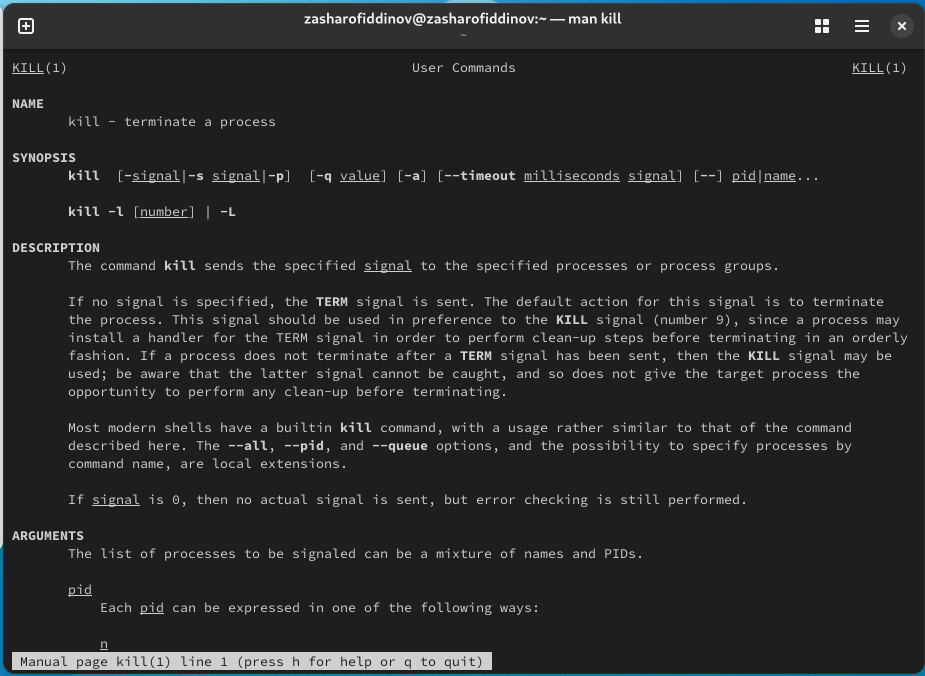 zasharofiddinov@zasharofiddinov:~ — man kill
~
KILL(1) User Commands KILL(1)
NAME
kill - terminate a process
SYNOPSIS
kill [-signal|-s signal|-p] [-q value] [-a] [--timeout milliseconds signal] [--] pid|name...
kill -l [number] | -L
DESCRIPTION
The command kill sends the specified signal to the specified processes or process groups.
If no signal is specified, the TERM signal is sent. The default action for this signal is to terminate
the process. This signal should be used in preference to the KILL signal (number 9), since a process may
install a handler for the TERM signal in order to perform clean-up steps before terminating in an orderly
fashion. If a process does not terminate after a TERM signal has been sent, then the KILL signal may be
used; be aware that the latter signal cannot be caught, and so does not give the target process the
opportunity to perform any clean-up before terminating.
Most modern shells have a builtin kill command, with a usage rather similar to that of the command
described here. The --all, --pid, and --queue options, and the possibility to specify processes by
command name, are local extensions.
If signal is 0, then no actual signal is sent, but error checking is still performed.
ARGUMENTS
The list of processes to be signaled can be a mixture of names and PIDs.
pid
Each pid can be expressed in one of the following ways:
n
Manual page kill(1) line 1 (press h for help or q to quit)